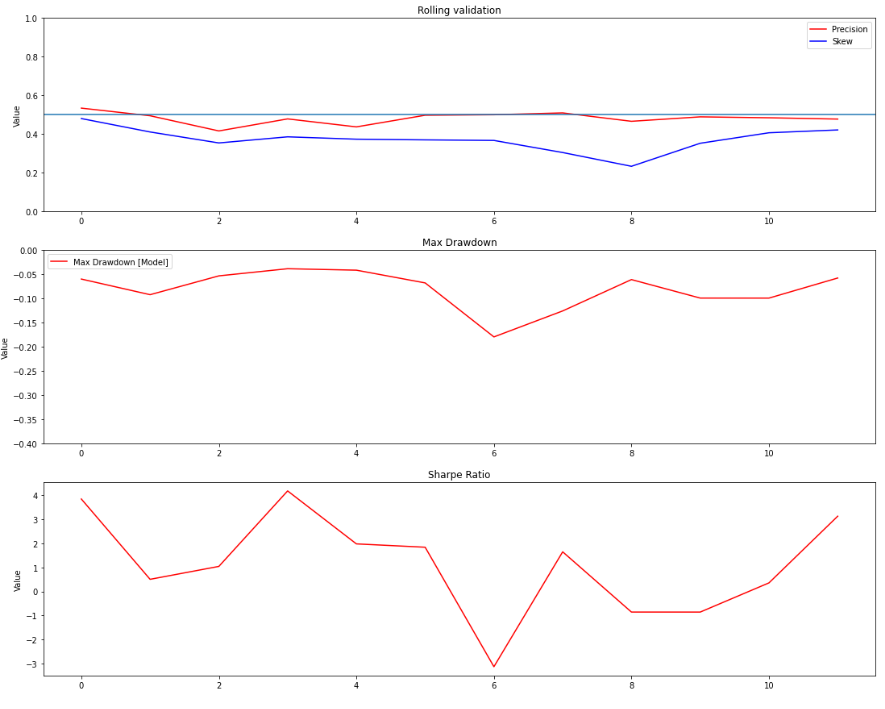 Rolling validation
Value
1.0
0.8
0.6
0.4
0.2
0.0
Precision
Skew
0 2 4 6 8 10
Max Drawdown
Value
0.00
−0.05
−0.10
−0.15
−0.20
−0.25
−0.30
−0.35
−0.40
Max Drawdown [Model]
0 2 4 6 8 10
Sharpe Ratio
Value
4
3
2
1
0
−1
−2
−3
0 2 4 6 8 10